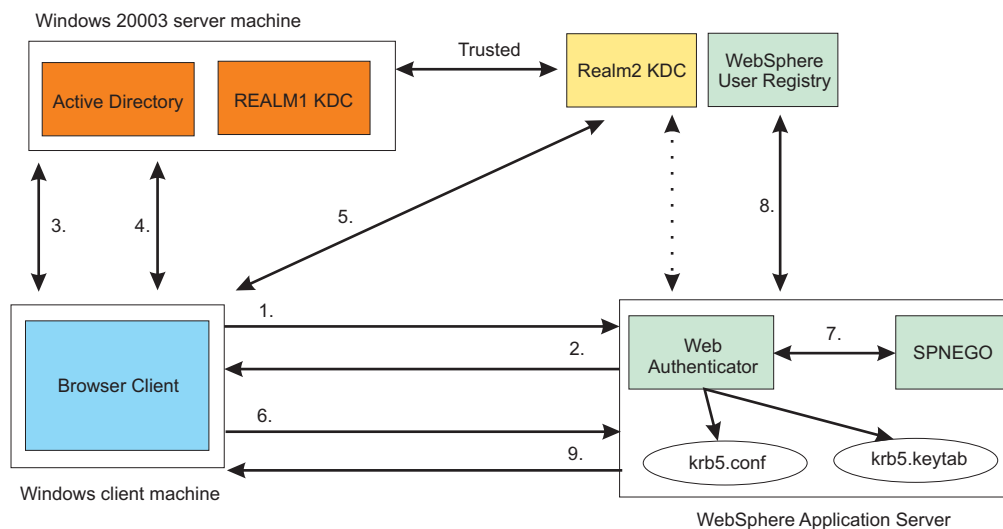 Windows 20003 server machine
Trusted
Active Directory
REALM1 KDC
Realm2 KDC
WebSphere
User Registry
3.
4.
5.
8.
1.
2.
7.
6.
9.
Browser Client
Web
Authenticator
SPNEGO
krb5.conf
krb5.keytab
Windows client machine
WebSphere Application Server